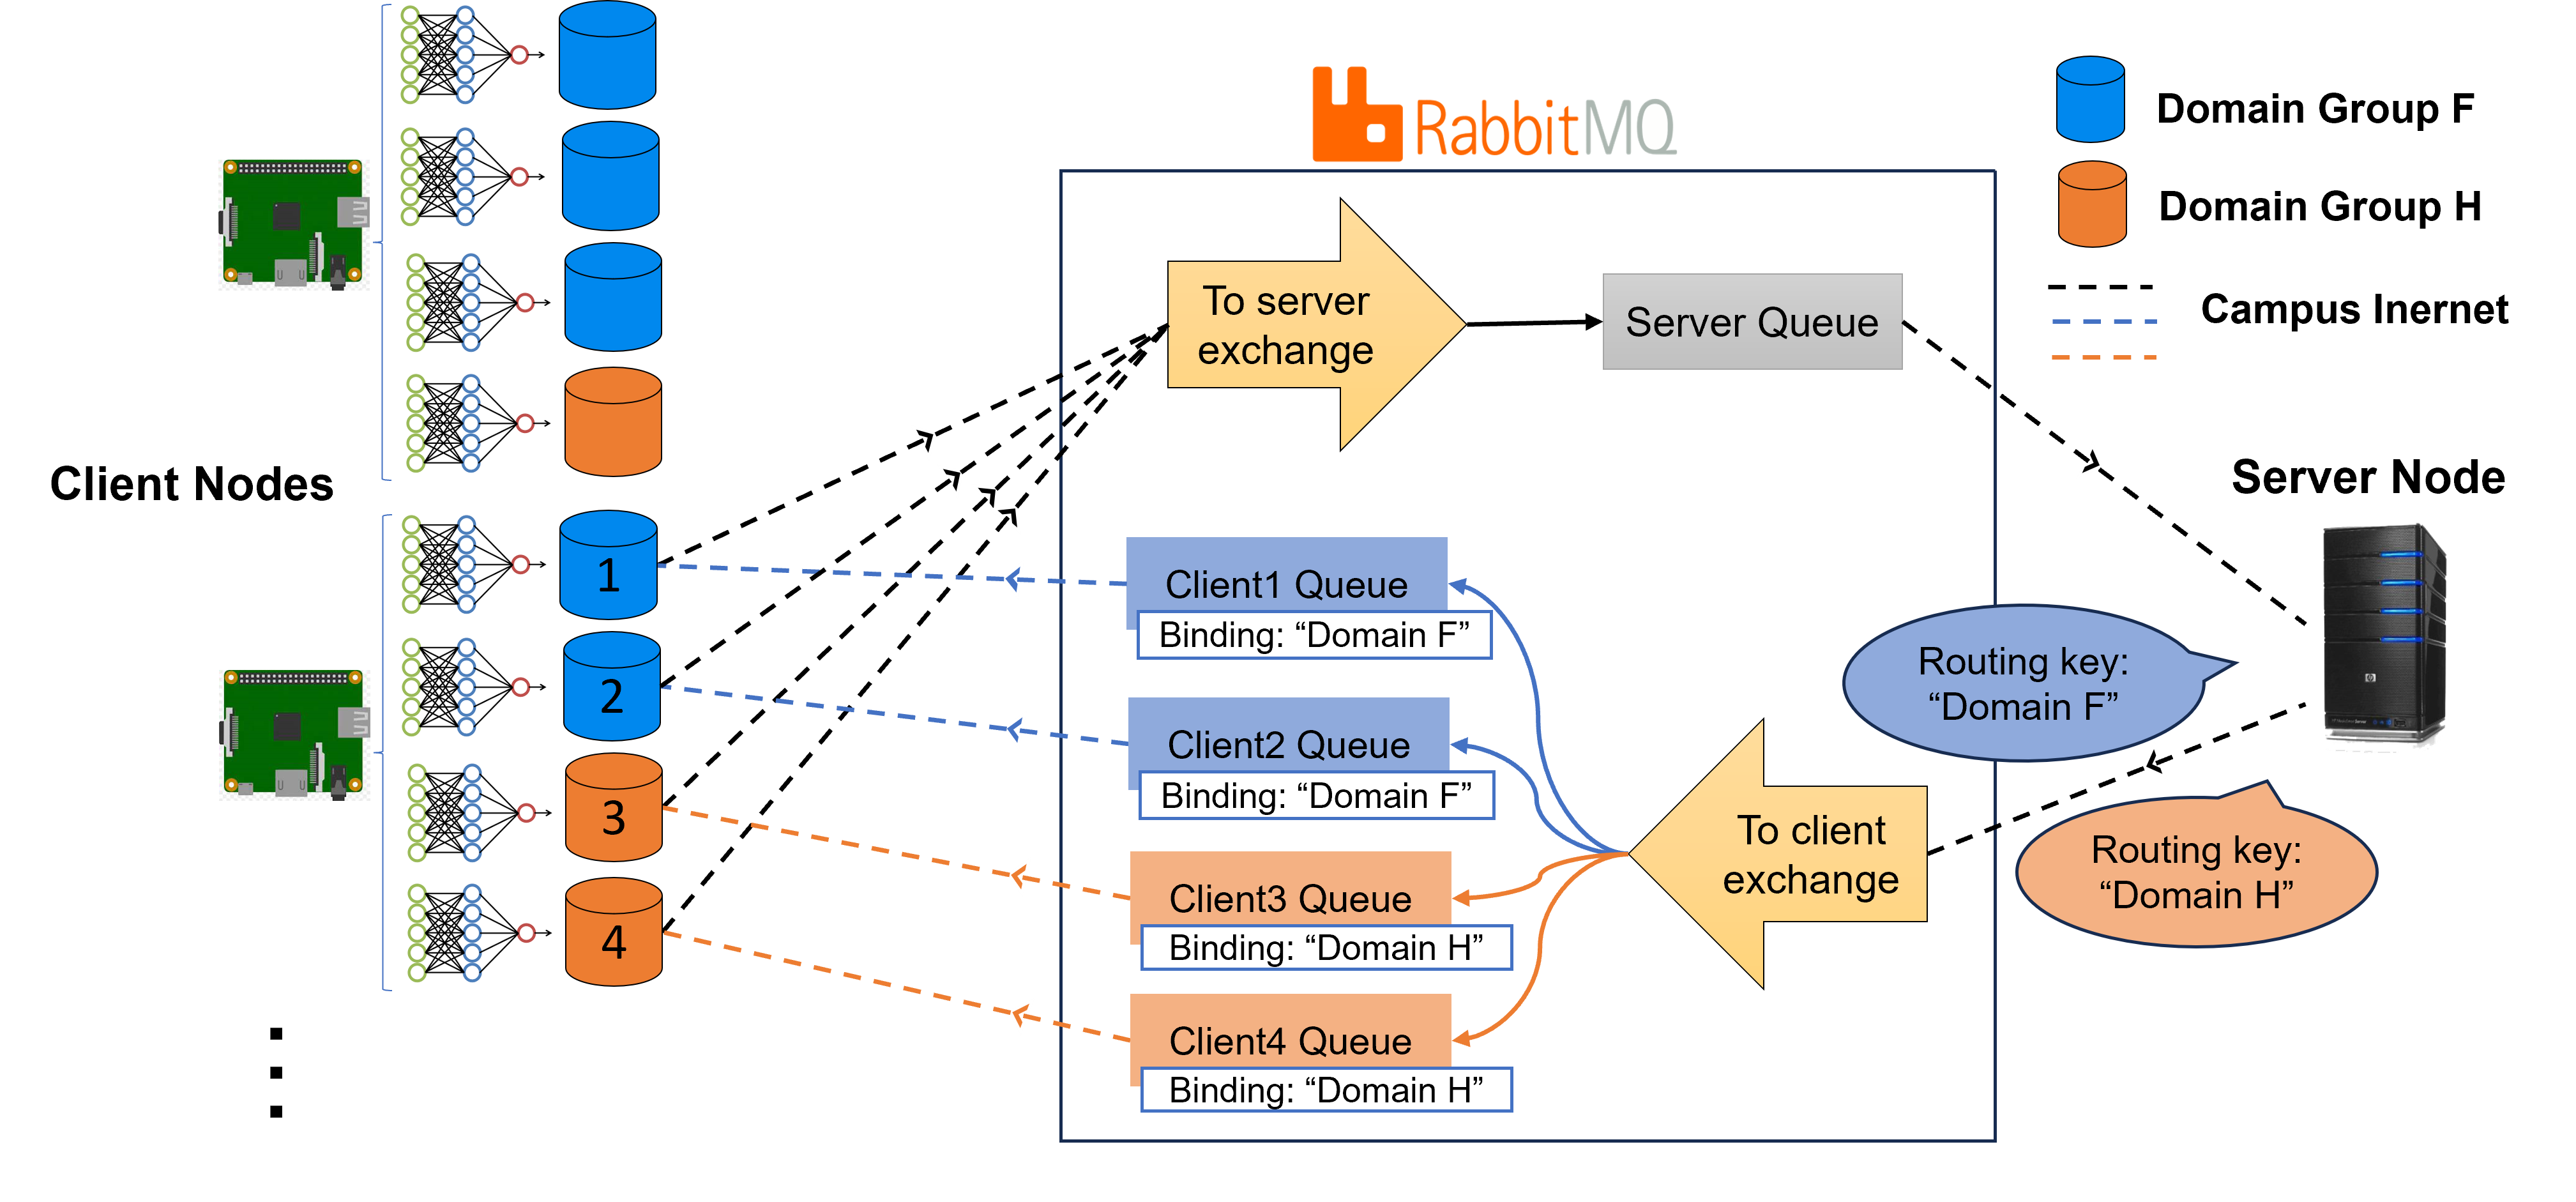 RabbitMQ
Domain Group F
Domain Group H
Campus Inernet
To server
exchange
Server Queue
Client Nodes
Server Node
1
2
3
4
Client1 Queue
Binding: “Domain F”
Client2 Queue
Binding: “Domain F”
Client3 Queue
Binding: “Domain H”
Client4 Queue
Binding: “Domain H”
To client
exchange
Routing key:
“Domain F”
Routing key:
“Domain H”